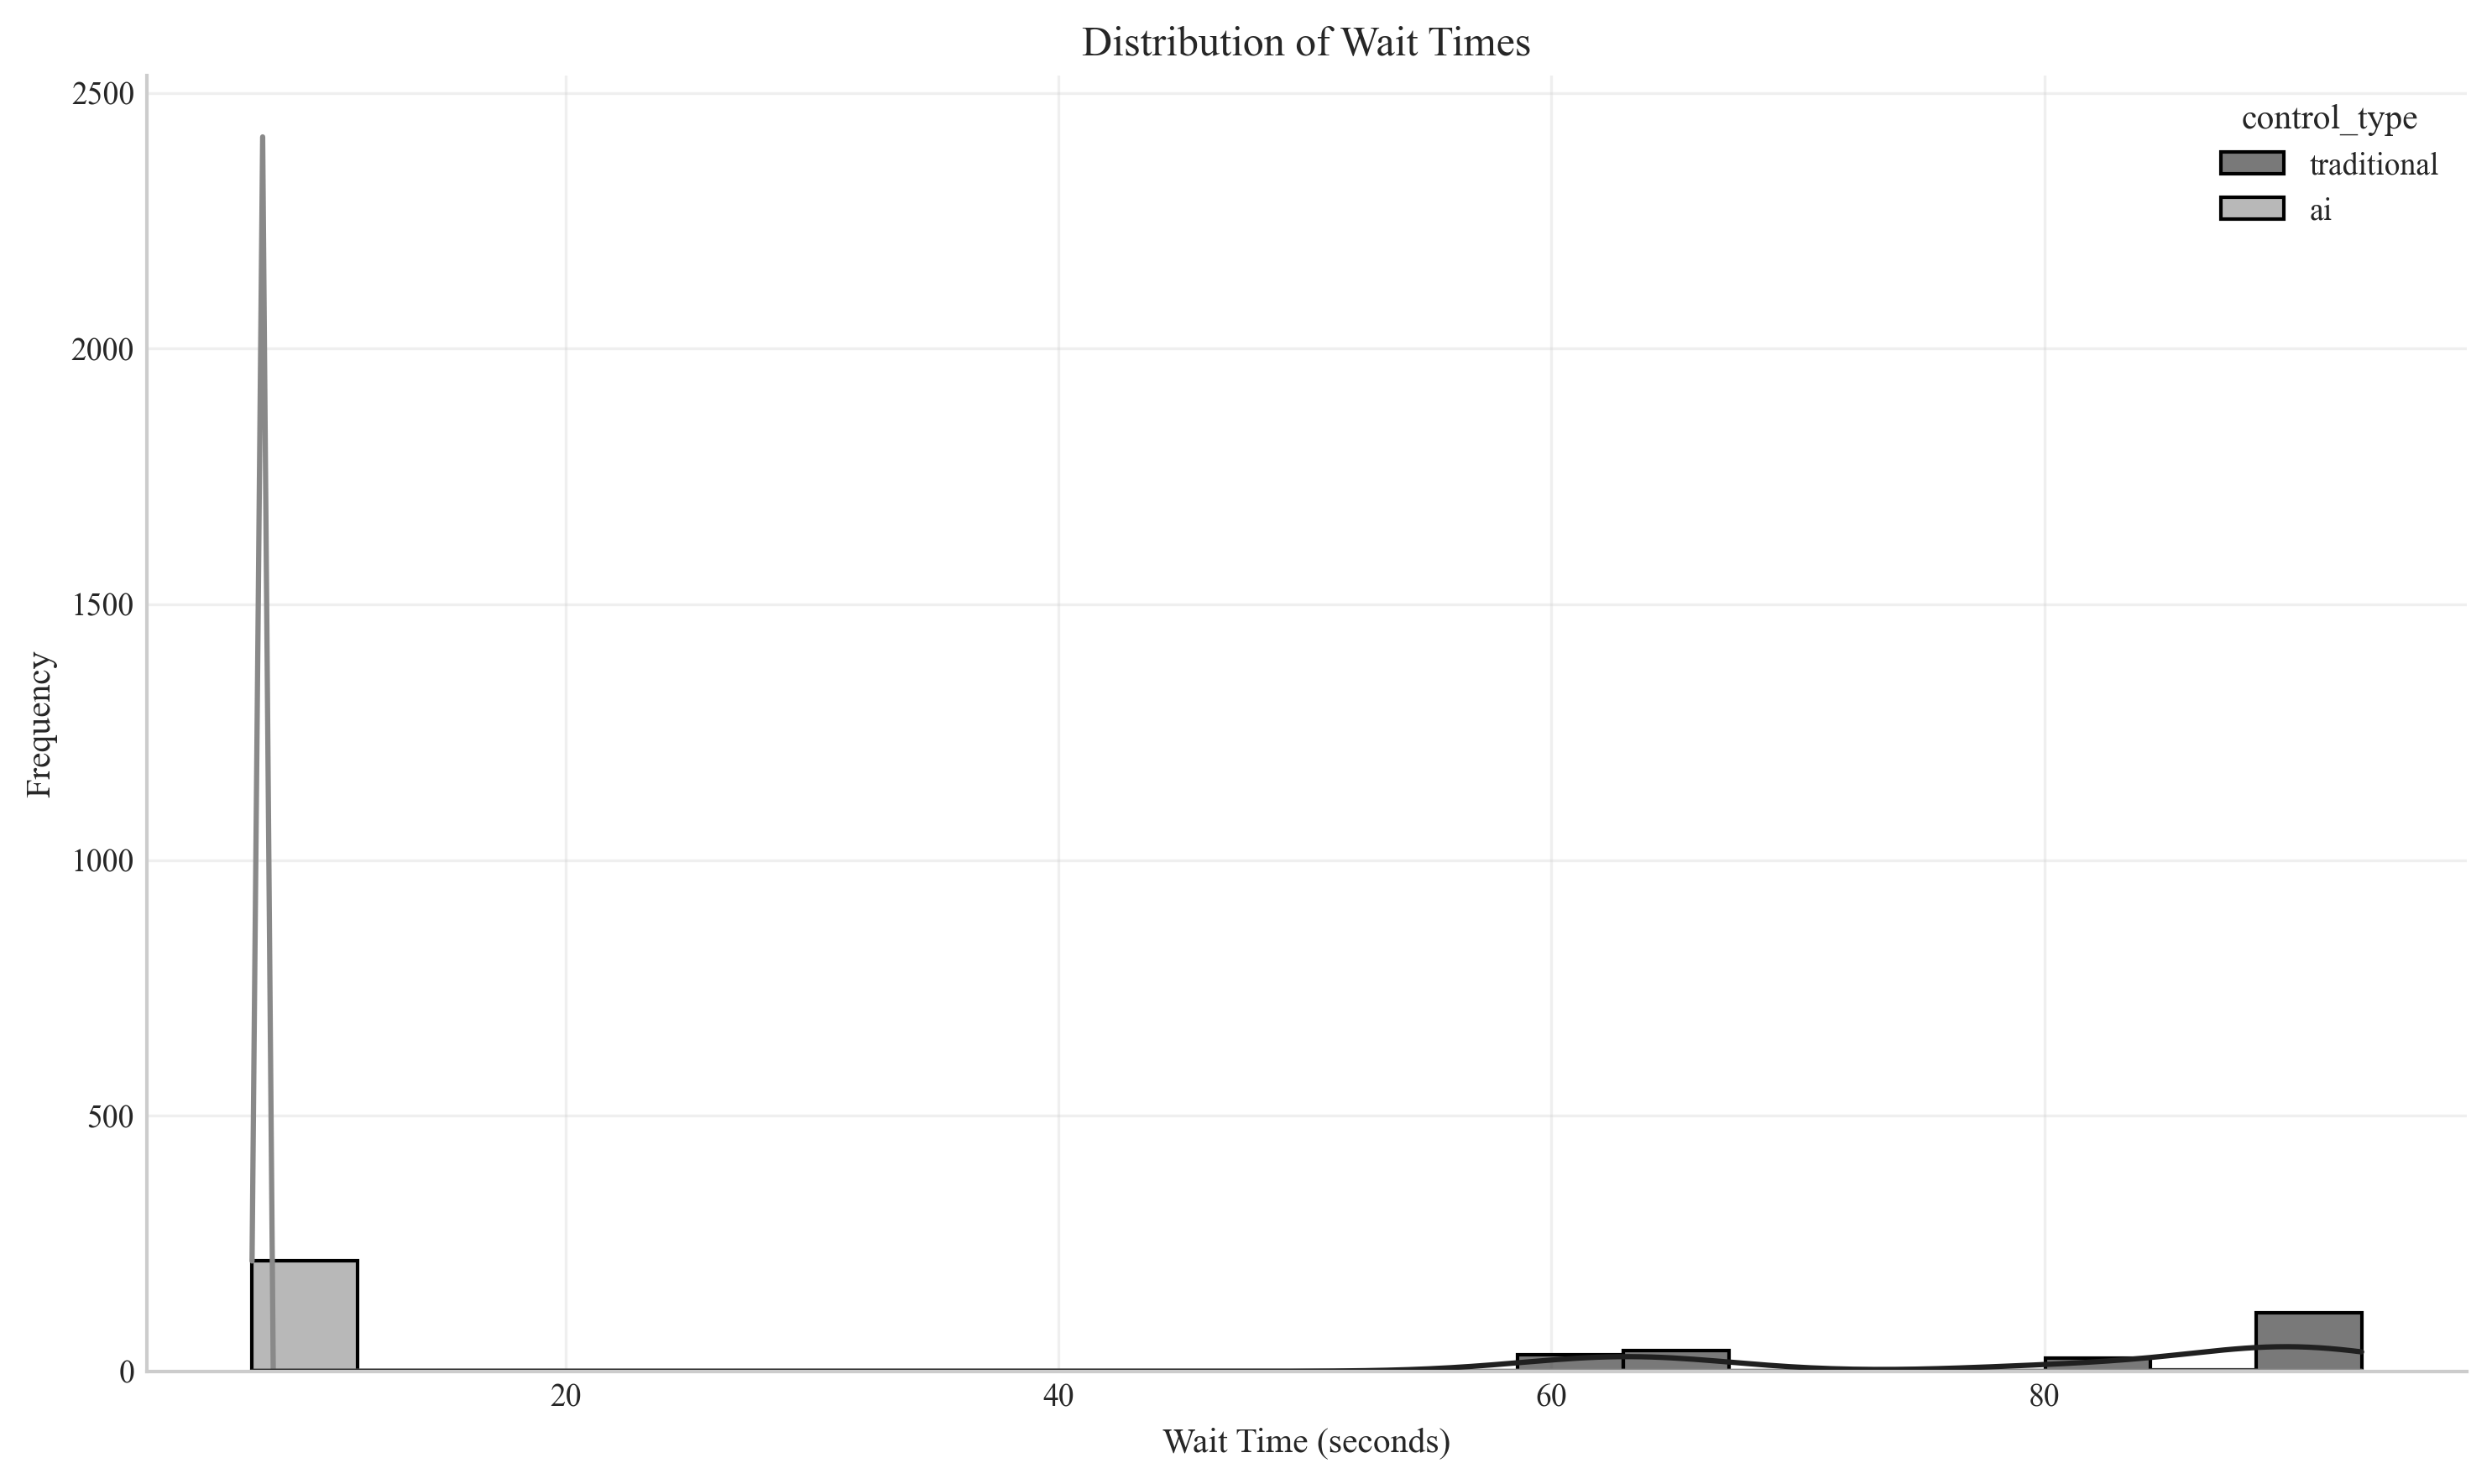 Distribution of Wait Times
2500
2000
1500
1000
500
0
Frequency
control_type
traditional
ai
20
40
60
80
Wait Time (seconds)